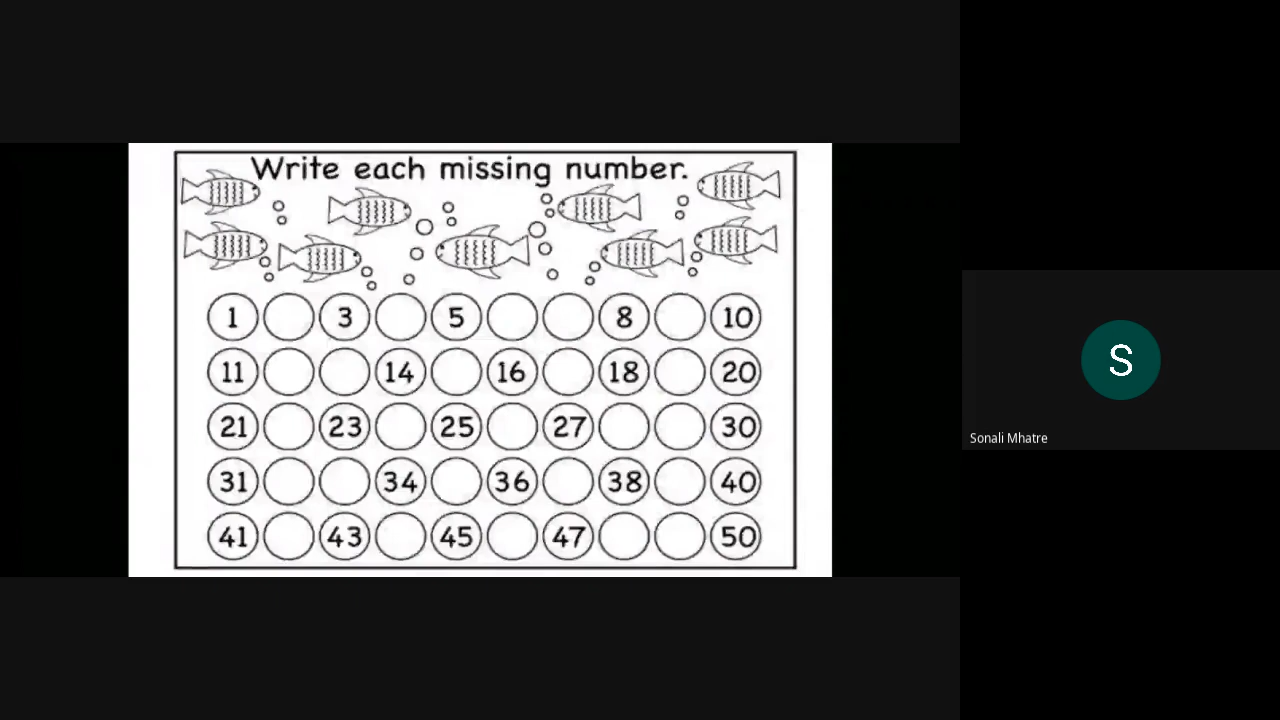 Write each missing number.
1 3 5 8 10
11 14 16 18 20
21 23 25 27 30
31 34 36 38 40
41 43 45 47 50
S
Sonali Mhatre